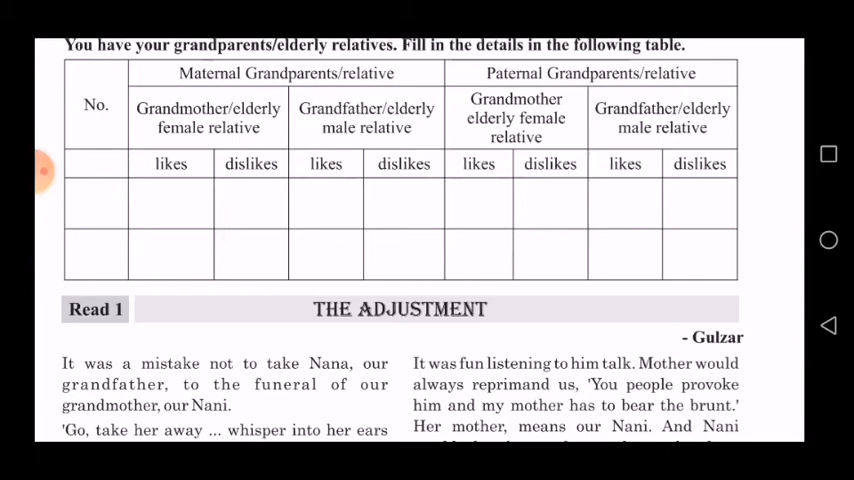 You have your grandparents/elderly relatives. Fill in the details in the following table.
No.
Maternal Grandparents/relative
Paternal Grandparents/relative
Grandmother/elderly female relative
Grandfather/elderly male relative
Grandmother elderly female relative
Grandfather/elderly male relative
likes dislikes likes dislikes likes dislikes likes dislikes
Read 1
THE ADJUSTMENT
- Gulzar
It was a mistake not to take Nana, our
grandfather, to the funeral of our
grandmother, our Nani.
'Go, take her away ... whisper into her ears
It was fun listening to him talk. Mother would
always reprimand us, 'You people provoke
him and my mother has to bear the brunt.'
Her mother, means our Nani. And Nani